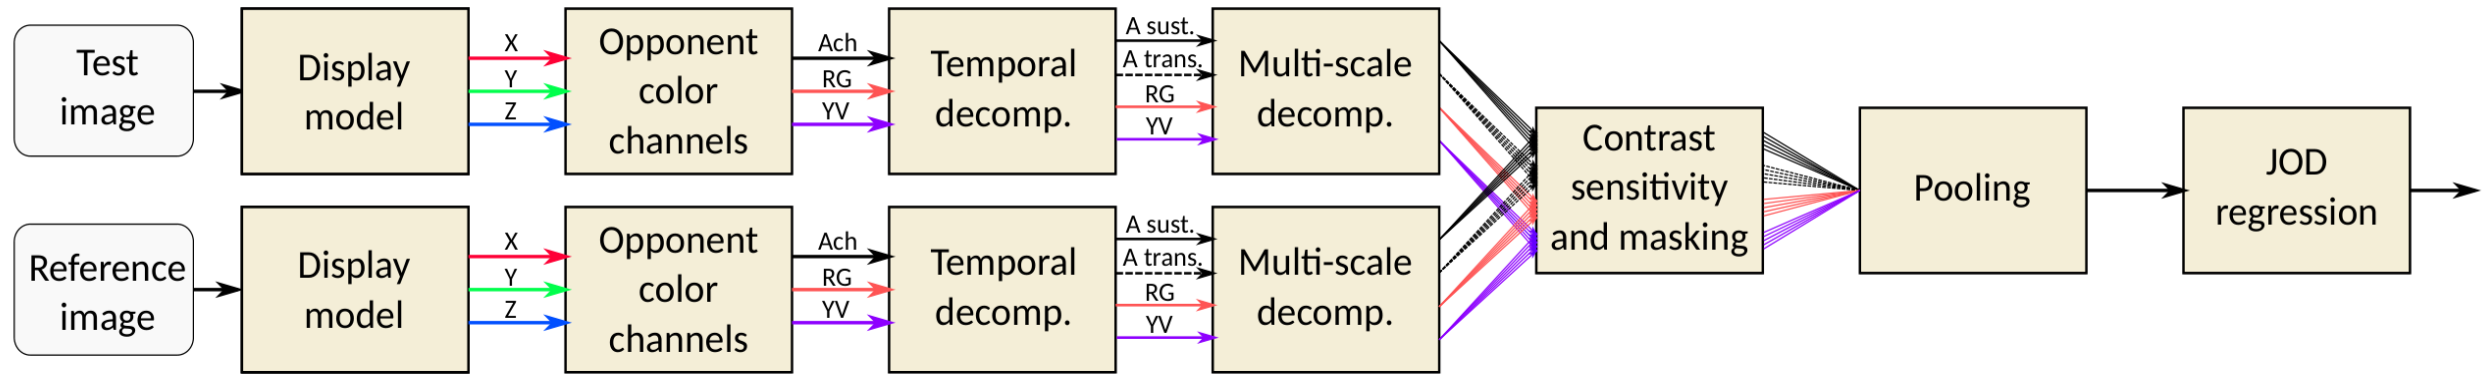 Test
image
Display
model
X
Y
Z
Opponent
color
channels
Ach
RG
YV
Temporal
decomp.
A sust.
A trans.
RG
YV
Multi-scale
decomp.
Reference
image
Display
model
X
Y
Z
Opponent
color
channels
Ach
RG
YV
Temporal
decomp.
A sust.
A trans.
RG
YV
Multi-scale
decomp.
Contrast
sensitivity
and masking
Pooling
JOD
regression